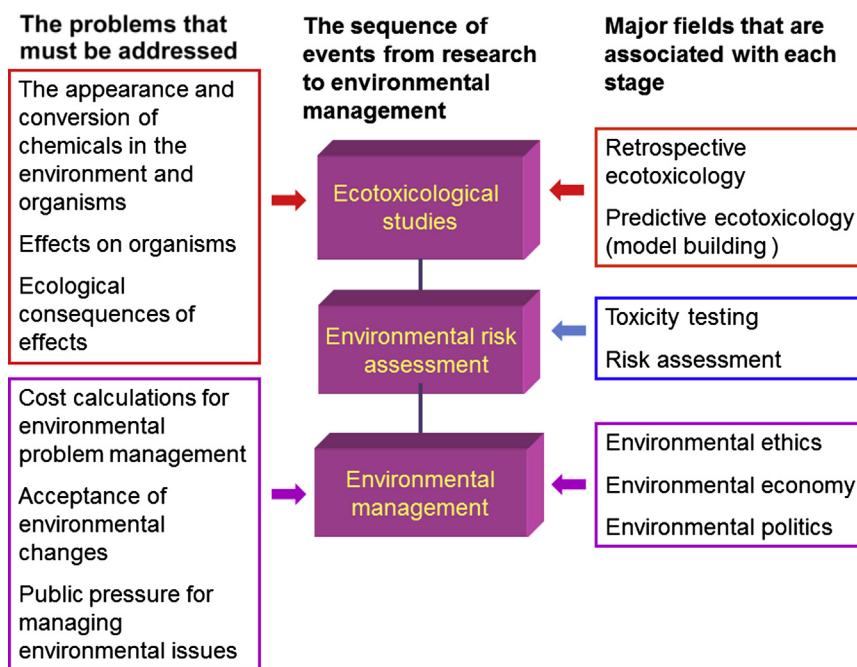 The problems that
must be addressed
The appearance and
conversion of
chemicals in the
environment and
organisms
Effects on organisms
Ecological
consequences of
effects
Cost calculations for
environmental
problem management
Acceptance of
environmental
changes
Public pressure for
managing
environmental issues
The sequence of
events from research
to environmental
management
Ecotoxicological
studies
Environmental risk
assessment
Environmental
management
Major fields that are
associated with each
stage
Retrospective
ecotoxicology
Predictive ecotoxicology
(model building )
Toxicity testing
Risk assessment
Environmental ethics
Environmental economy
Environmental politics